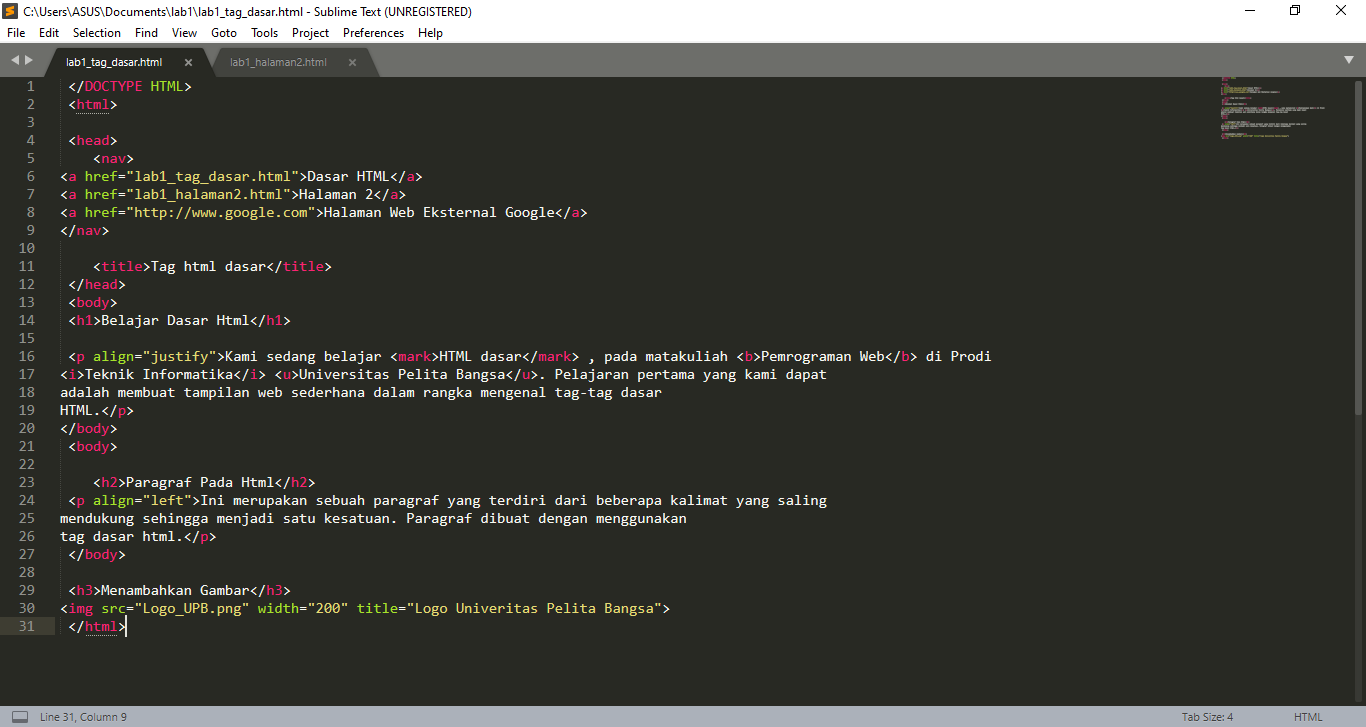 C:\Users\ASUS\Documents\lab1\lab1_tag_dasar.html - Sublime Text (UNREGISTERED)
File Edit Selection Find View Goto Tools Project Preferences Help
lab1_tag_dasar.html lab1_halaman2.html
1 </DOCTYPE HTML>
2 <html>
3
4 <head>
5 <nav>
6 <a href="lab1_tag_dasar.html">Dasar HTML</a>
7 <a href="lab1_halaman2.html">Halaman 2</a>
8 <a href="http://www.google.com">Halaman Web Eksternal Google</a>
9 </nav>
10
11 <title>Tag html dasar</title>
12 </head>
13 <body>
14 <h1>Belajar Dasar Html</h1>
15
16 <p align="justify">Kami sedang belajar <mark>HTML dasar</mark> , pada matakuliah <b>Pemrograman Web</b> di Prodi
17 <i>Teknik Informatika</i> <u>Universitas Pelita Bangsa</u>. Pelajaran pertama yang kami dapat
18 adalah membuat tampilan web sederhana dalam rangka mengenal tag-tag dasar
19 HTML.</p>
20 </body>
21 <body>
22
23 <h2>Paragraf Pada Html</h2>
24 <p align="left">Ini merupakan sebuah paragraf yang terdiri dari beberapa kalimat yang saling
25 mendukung sehingga menjadi satu kesatuan. Paragraf dibuat dengan menggunakan
26 tag dasar html.</p>
27 </body>
28
29 <h3>Menambahkan Gambar</h3>
30 <img src="Logo_UPB.png" width="200" title="Logo Univeritas Pelita Bangsa">
31 </html>
Line 31, Column 9 Tab Size: 4 HTML